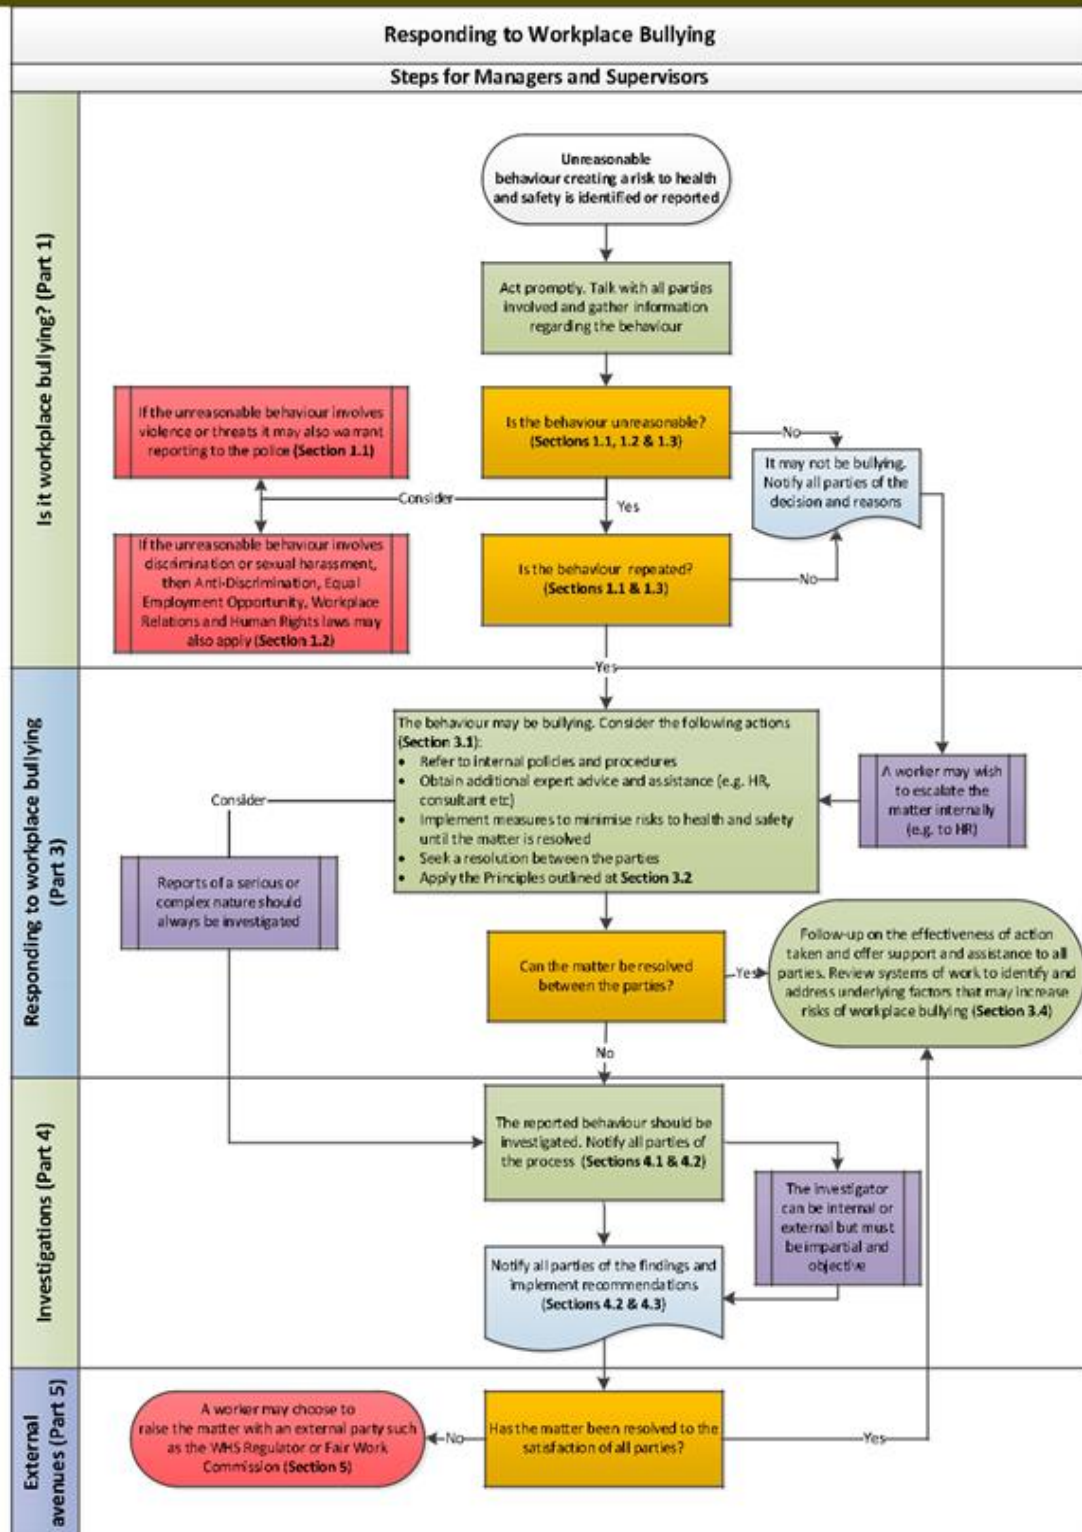 Responding to Workplace Bullying
Steps for Managers and Supervisors
Is it workplace bullying? (Part 1)
Unreasonable
behaviour creating a risk to health
and safety is identified or reported
Act promptly. Talk with all parties
involved and gather information
regarding the behaviour
If the unreasonable behaviour involves
violence or threats it may also warrant
reporting to the police (Section 1.1)
Is the behaviour unreasonable?
(Sections 1.1, 1.2 & 1.3)
No
It may not be bullying.
Notify all parties of the
decision and reasons
Consider
Yes
If the unreasonable behaviour involves
discrimination or sexual harassment,
then Anti-Discrimination, Equal
Employment Opportunity, Workplace
Relations and Human Rights laws may
also apply (Section 1.2)
Is the behaviour repeated?
(Sections 1.1 & 1.3)
No
Yes
Responding to workplace bullying
(Part 3)
The behaviour may be bullying. Consider the following actions
(Section 3.1):
• Refer to internal policies and procedures
• Obtain additional expert advice and assistance (e.g. HR,
consultant etc)
• Implement measures to minimise risks to health and safety
until the matter is resolved
• Seek a resolution between the parties
• Apply the Principles outlined at Section 3.2
A worker may wish
to escalate the
matter internally
(e.g. to HR)
Consider
Reports of a serious or
complex nature should
always be investigated
Can the matter be resolved
between the parties?
Yes
Follow-up on the effectiveness of action
taken and offer support and assistance to all
parties. Review systems of work to identify and
address underlying factors that may increase
risks of workplace bullying (Section 3.4)
No
Investigations (Part 4)
The reported behaviour should be
investigated. Notify all parties of
the process (Sections 4.1 & 4.2)
The investigator
can be internal or
external but must
be impartial and
objective
Notify all parties of the findings and
implement recommendations
(Sections 4.2 & 4.3)
External
avenues (Part 5)
A worker may choose to
raise the matter with an external party such
as the WHS Regulator or Fair Work
Commission (Section 5)
No
Has the matter been resolved to the
satisfaction of all parties?
Yes